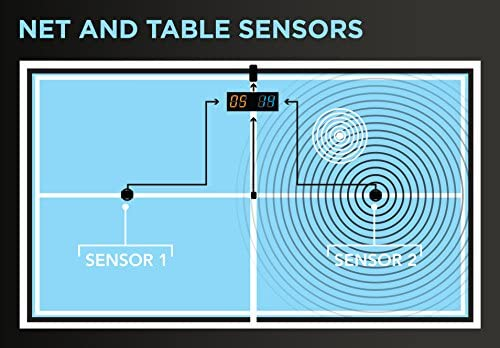 NET AND TABLE SENSORS
05 14
SENSOR 1
SENSOR 2